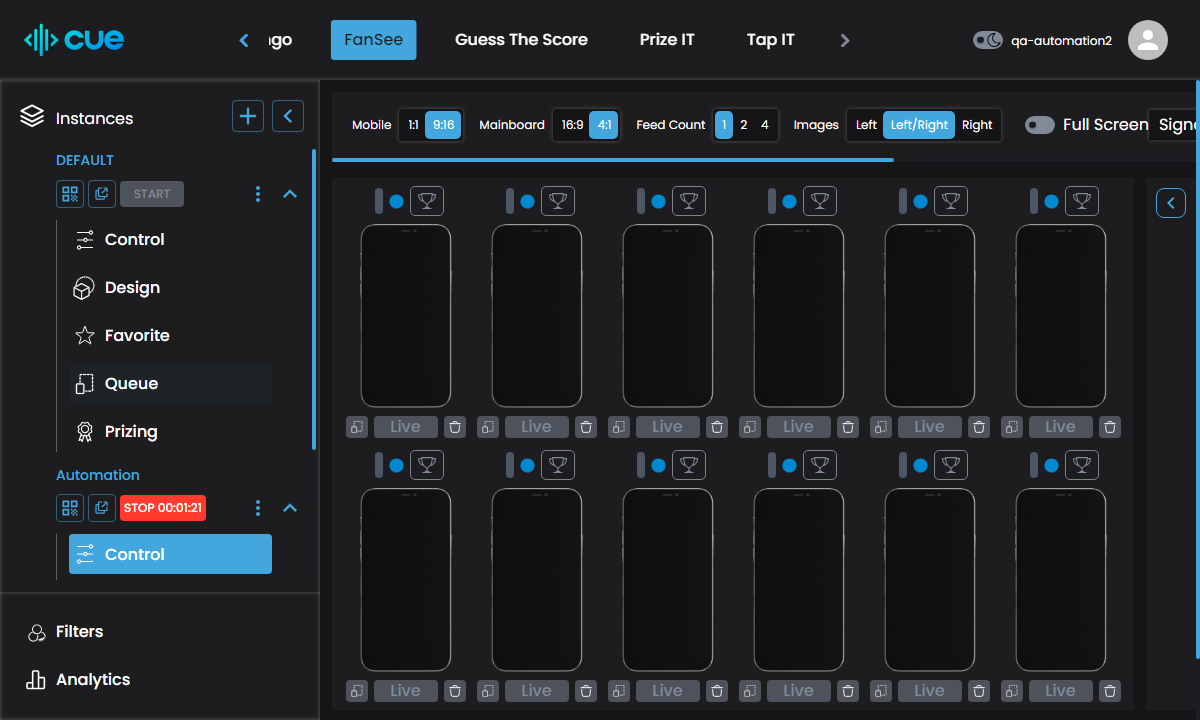 cue
ngo
FanSee
Guess The Score
Prize IT
Tap IT
qa-automation2
Instances
DEFAULT
START
Control
Design
Favorite
Queue
Prizing
Automation
STOP 00:01:21
Control
Filters
Analytics
Mobile 1:1 9:16 Mainboard 16:9 4:1 Feed Count 1 2 4 Images Left Left/Right Right Full Screen
Live Live Live Live Live Live
Live Live Live Live Live Live